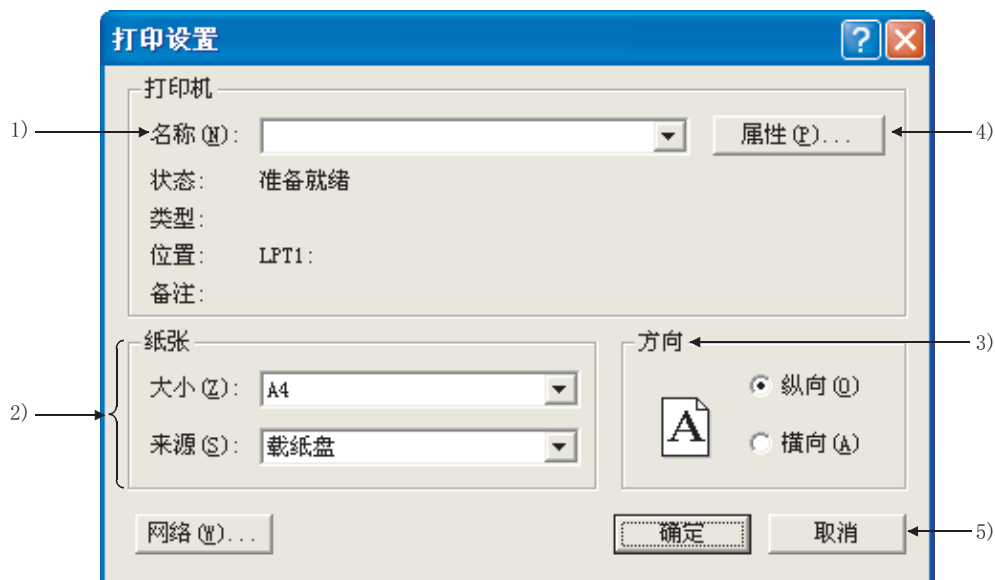 打印设置
打印机
1) 名称(N): 属性(P)... 4)
状态: 准备就绪
类型:
位置: LPT1:
备注:
纸张 方向 3)
大小(Z): A4 纵向(O)
2)
来源(S): 载纸盘 A 横向(A)
网络(W)... 确定 取消 5)